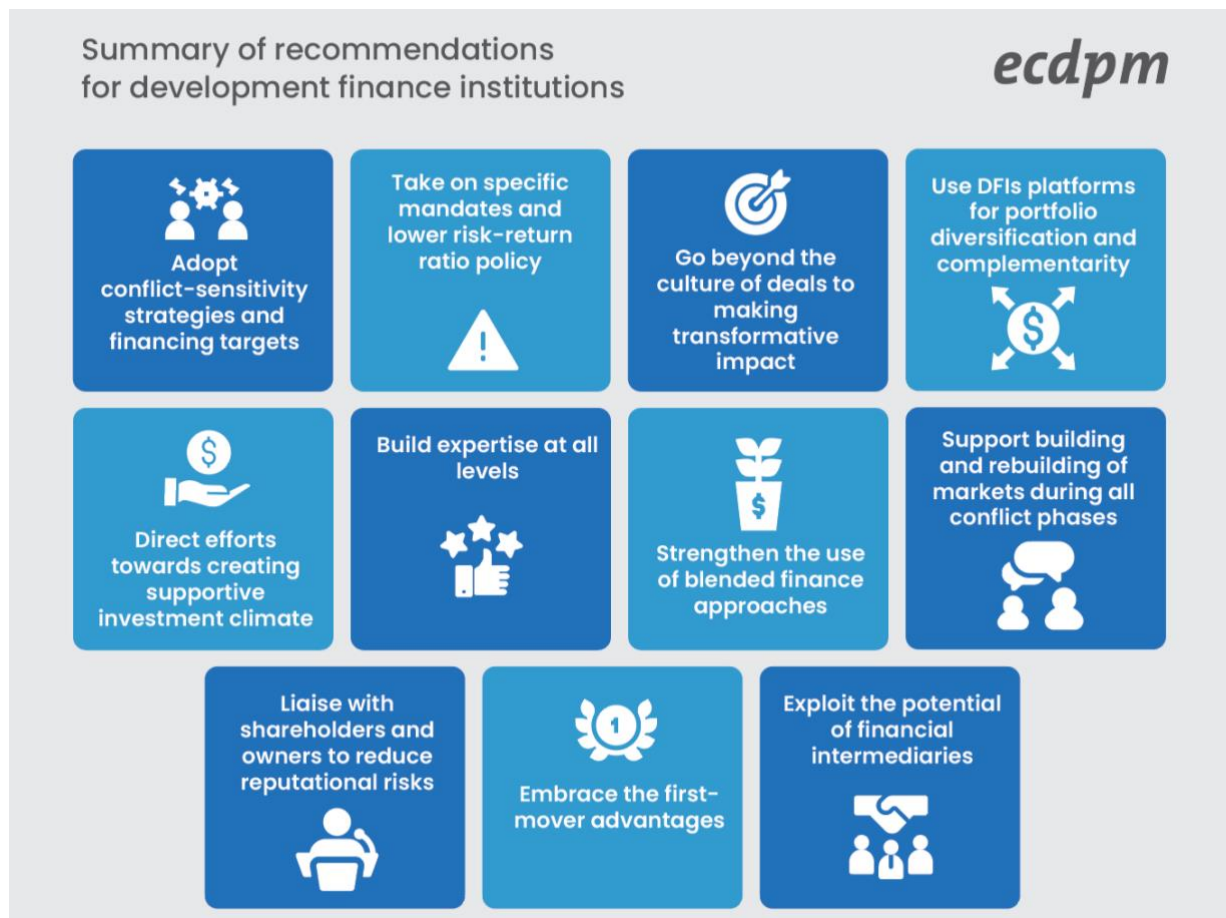 Summary of recommendations
for development finance institutions
ecdpm
Adopt
conflict-sensitivity
strategies and
financing targets
Take on specific
mandates and
lower risk-return
ratio policy
!
Go beyond the
culture of deals to
making
transformative
impact
Use DFIs platforms
for portfolio
diversification and
complementarity
$
$
Direct efforts
towards creating
supportive
investment climate
Build expertise at all
levels
$
Strengthen the use
of blended finance
approaches
Support building
and rebuilding of
markets during all
conflict phases
Liaise with
shareholders and
owners to reduce
reputational risks
1
Embrace the first-
mover advantages
Exploit the potential
of financial
intermediaries